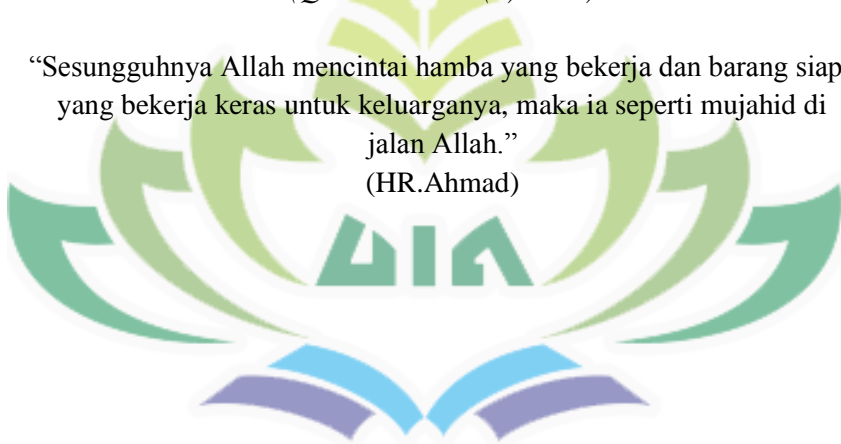 “Sesungguhnya Allah mencintai hamba yang bekerja dan barang siap
yang bekerja keras untuk keluarganya, maka ia seperti mujahid di
jalan Allah.”
(HR.Ahmad)